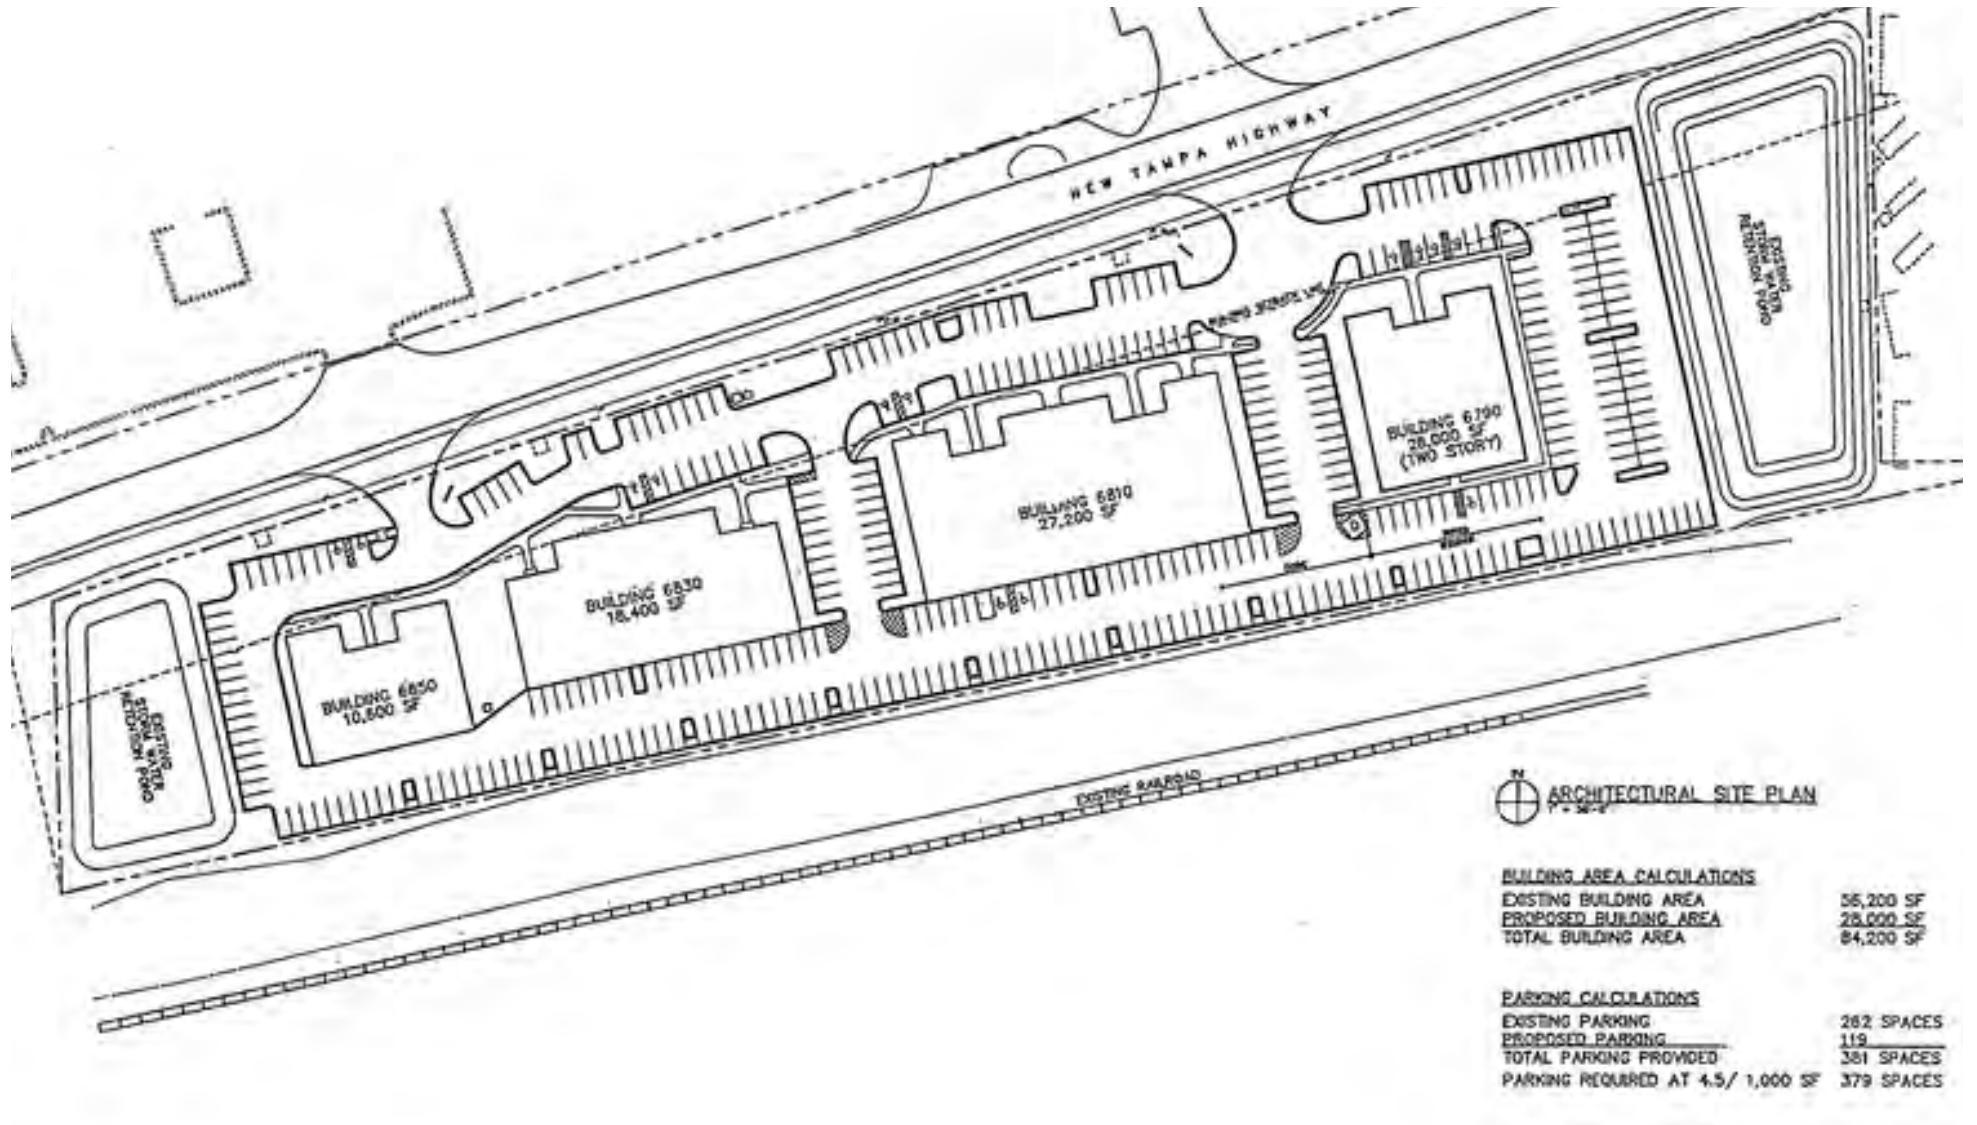 NEW TAMPA HIGHWAY
EXISTING
STORM WATER
RETENTION POND
BUILDING 6790
28,000 SF
(TWO STORY)
BUILDING 6810
27,200 SF
BUILDING 6830
18,400 SF
BUILDING 6850
10,600 SF
EXISTING
STORM WATER
RETENTION POND
EXISTING RAILROAD
N
ARCHITECTURAL SITE PLAN
BUILDING AREA CALCULATIONS
EXISTING BUILDING AREA 56,200 SF
PROPOSED BUILDING AREA 28,000 SF
TOTAL BUILDING AREA 84,200 SF
PARKING CALCULATIONS
EXISTING PARKING 262 SPACES
PROPOSED PARKING 119
TOTAL PARKING PROVIDED 381 SPACES
PARKING REQUIRED AT 4.5/ 1,000 SF 379 SPACES